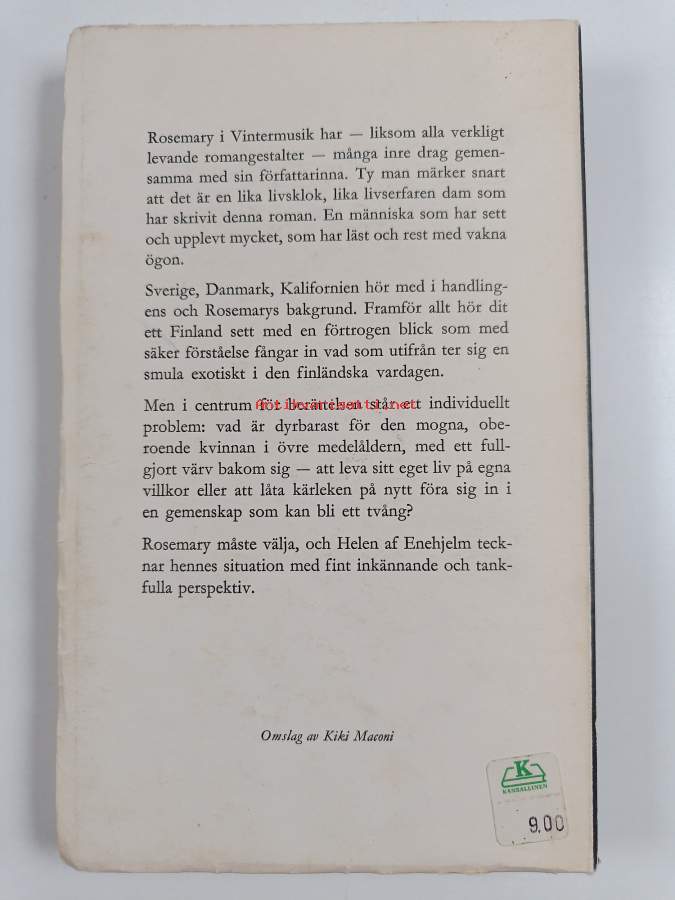 Rosemary i Vintermusik har — liksom alla verkligt
levande romangestalter — många inre drag gemen-
samma med sin författarinna. Ty man märker snart
att det är en lika livsklok, lika livserfaren dam som
har skrivit denna roman. En människa som har sett
och upplevt mycket, som har läst och rest med vakna
ögon.
Sverige, Danmark, Kalifornien hör med i handling-
ens och Rosemarys bakgrund. Framför allt hör dit
ett Finland sett med en förtrogen blick som med
säker förståelse fångar in vad som utifrån ter sig en
smula exotiskt i den finländska vardagen.
Men i centrum för berättelsen står ett individuellt
problem: vad är dyrbarast för den mogna, obe-
roende kvinnan i övre medelåldern, med ett full-
gjort värv bakom sig — att leva sitt eget liv på egna
villkor eller att låta kärleken på nytt föra sig in i
en gemenskap som kan bli ett tvång?
Rosemary måste välja, och Helen af Enehjelm teck-
nar hennes situation med fint inkännande och tank-
fulla perspektiv.
Omslag av Kiki Maconi
K
KANSALLINEN
9.00